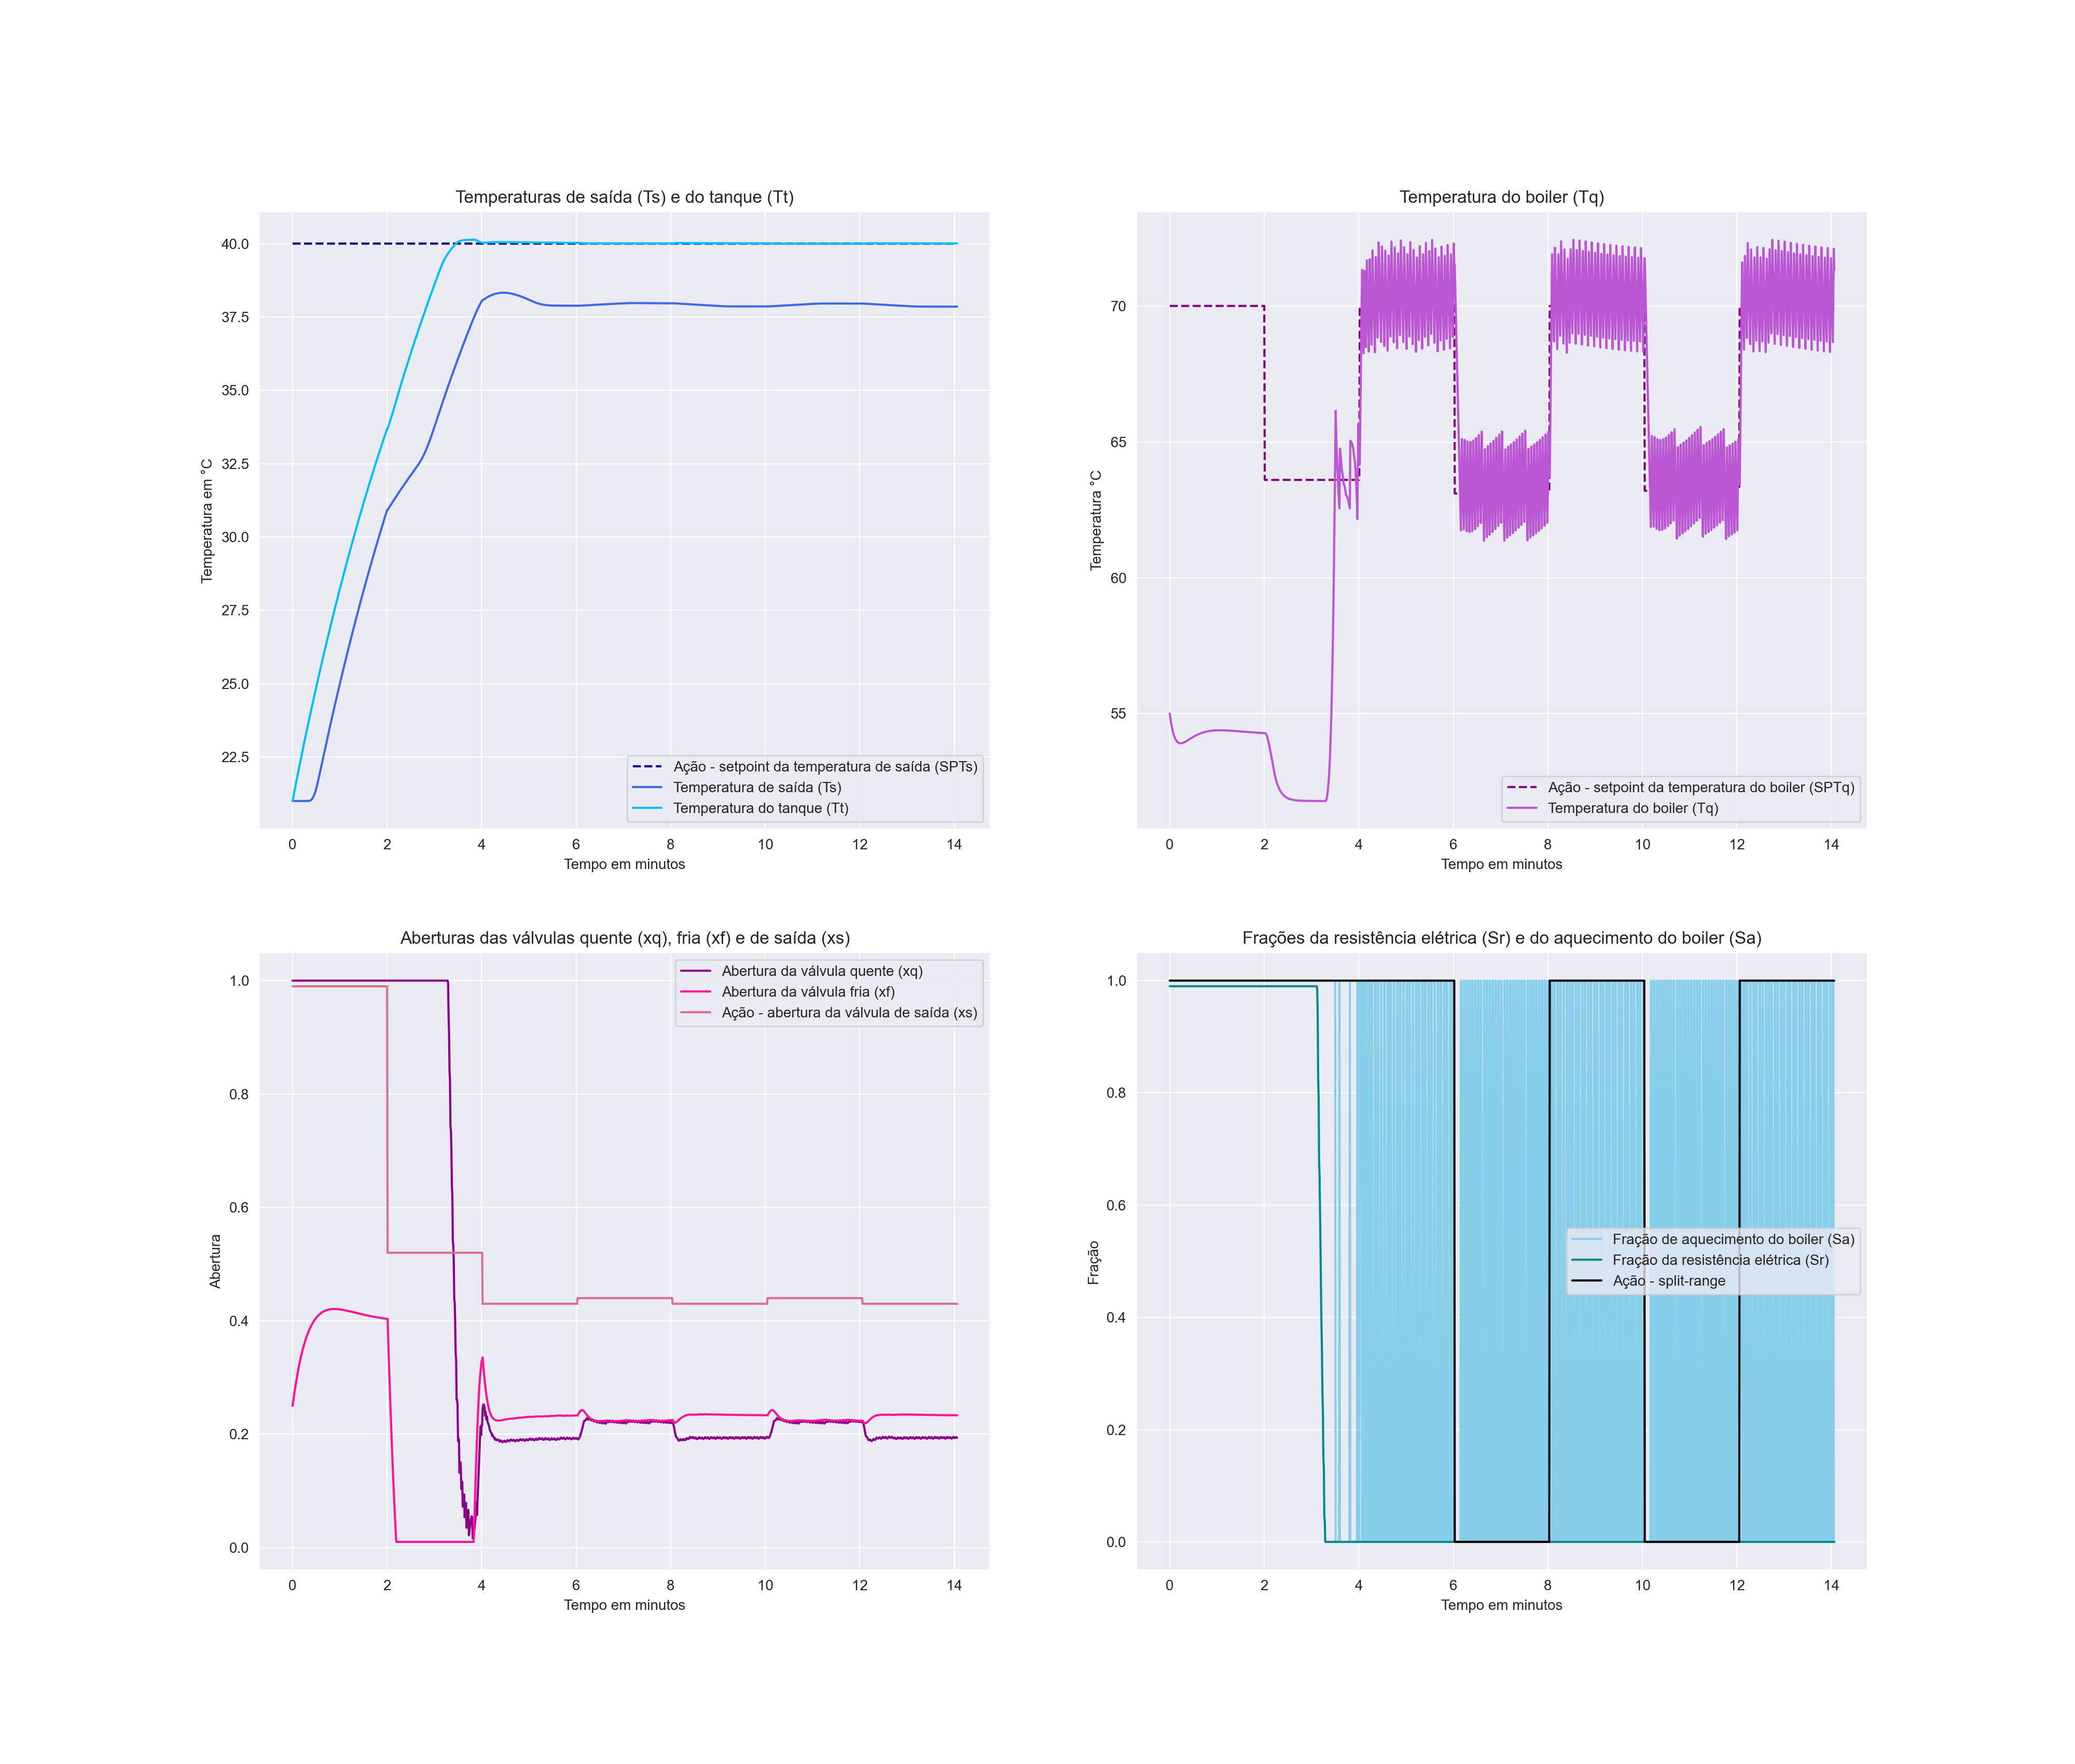 Temperaturas de saída (Ts) e do tanque (Tt)
40.0
37.5
35.0
32.5
30.0
27.5
25.0
22.5
Temperatura em °C
Ação - setpoint da temperatura de saída (SPTs)
Temperatura de saída (Ts)
Temperatura do tanque (Tt)
0 2 4 6 8 10 12 14
Tempo em minutos
Temperatura do boiler (Tq)
70
65
60
55
Temperatura °C
Ação - setpoint da temperatura do boiler (SPTq)
Temperatura do boiler (Tq)
0 2 4 6 8 10 12 14
Tempo em minutos
Aberturas das válvulas quente (xq), fria (xf) e de saída (xs)
1.0
0.8
0.6
0.4
0.2
0.0
Abertura
Abertura da válvula quente (xq)
Abertura da válvula fria (xf)
Ação - abertura da válvula de saída (xs)
0 2 4 6 8 10 12 14
Tempo em minutos
Frações da resistência elétrica (Sr) e do aquecimento do boiler (Sa)
1.0
0.8
0.6
0.4
0.2
0.0
Fração
Fração de aquecimento do boiler (Sa)
Fração da resistência elétrica (Sr)
Ação - split-range
0 2 4 6 8 10 12 14
Tempo em minutos